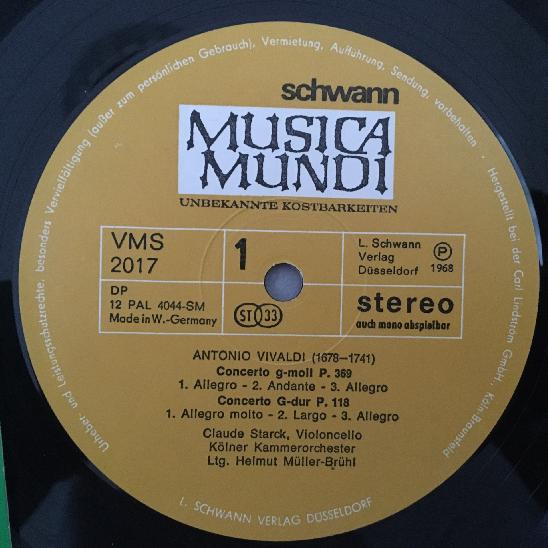 Urheber- und Leistungsschutzrechte, besonders Vervielfältigung (außer zum persönlichen Gebrauch), Vermietung, Aufführung, Sendung, vorbehalten · Hergestellt bei der Carl Lindström GmbH., Köln-Braunsfeld
schwann
MUSICA
MUNDI
UNBEKANNTE KOSTBARKEITEN
VMS
2017
1
L. Schwann
Verlag
Düsseldorf
P
1968
DP
12 PAL 4044-SM
Made in W.-Germany
ST 33
stereo
auch mono abspielbar
ANTONIO VIVALDI (1678–1741)
Concerto g-moll P. 369
1. Allegro - 2. Andante - 3. Allegro
Concerto G-dur P. 118
1. Allegro molto - 2. Largo - 3. Allegro
Claude Starck, Violoncello
Kölner Kammerorchester
Ltg. Helmut Müller-Brühl
L. SCHWANN VERLAG DÜSSELDORF